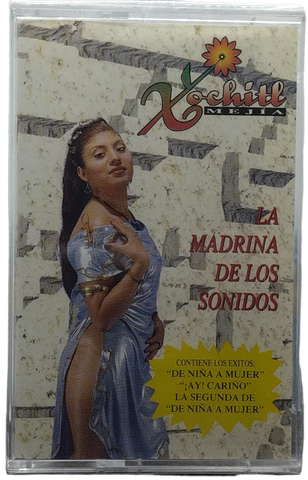 Xochitl
MEJIA
LA
MADRINA
DE LOS
SONIDOS
CONTIENE LOS EXITOS:
"DE NIÑA A MUJER"
"¡AY! CARIÑO"
LA SEGUNDA DE
"DE NIÑA A MUJER"